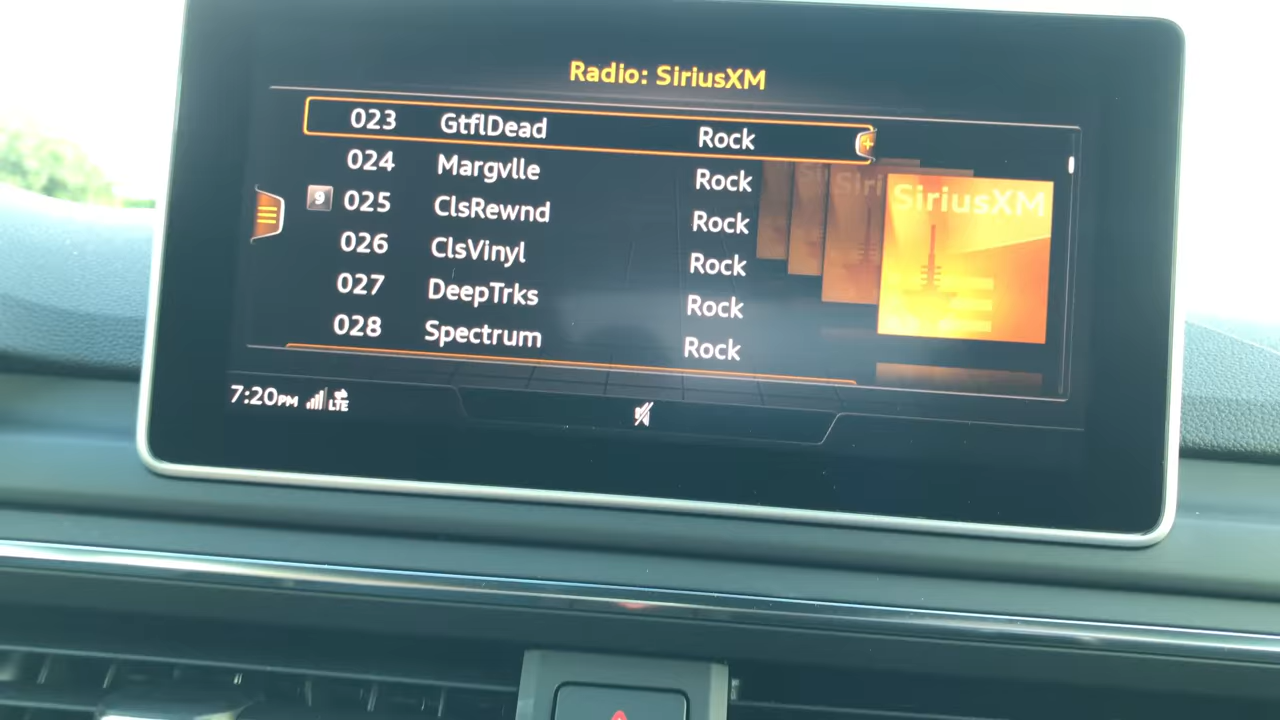 Radio: SiriusXM
023 GtflDead Rock
024 Margvlle Rock
9 025 ClsRewnd Rock
026 ClsVinyl Rock
027 DeepTrks Rock
028 Spectrum Rock
SiriusXM
7:20PM LTE